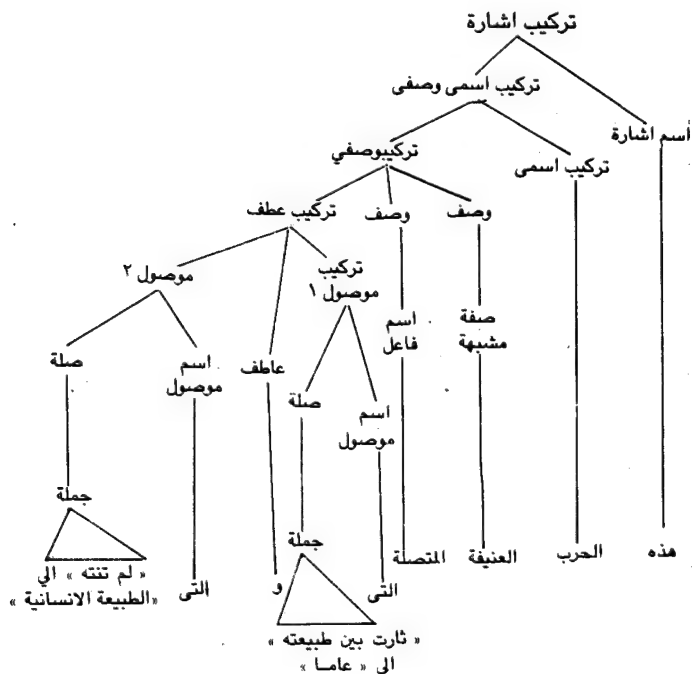 تركيب اشارة
تركيب اسمى وصفى
أسم اشارة
تركيب اسمى
تركيبوصفي
وصف
وصف
تركيب عطف
تركيب
موصول ١
موصول ٢
صفة
مشبهة
اسم
فاعل
اسم
موصول
صلة
عاطف
اسم
موصول
صلة
جملة
جملة
هذه
الحرب
العنيفة
المتصلة
التى
« ثارت بين طبيعته »
الى « عاما »
و
التى
« لم تنته » الي
«الطبيعة الانسانية »